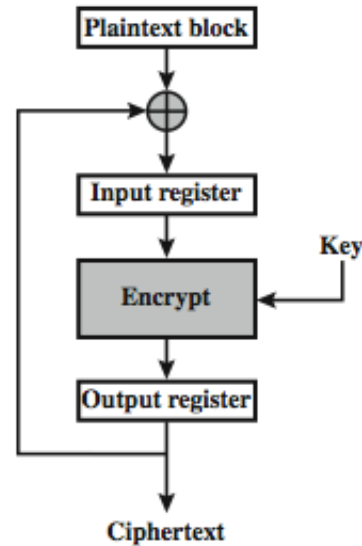 Plaintext block
Input register
Key
Encrypt
Output register
Ciphertext